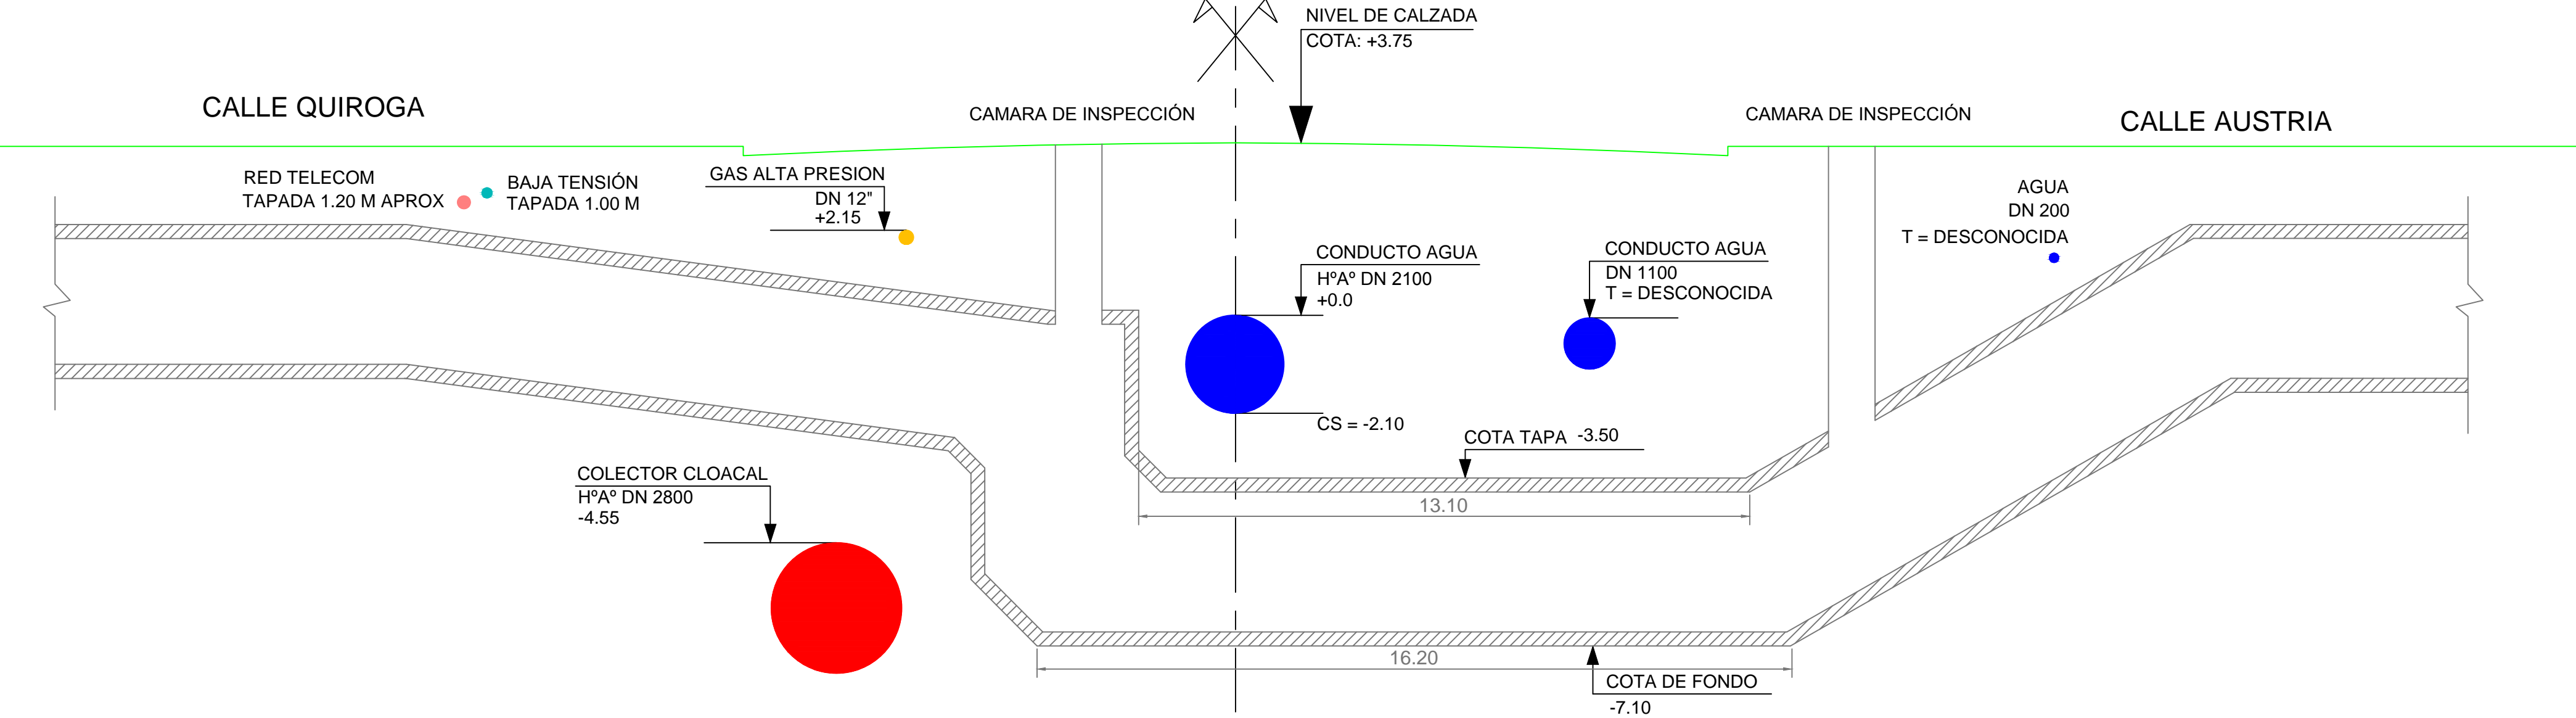 NIVEL DE CALZADA
COTA: +3.75
CALLE QUIROGA
CAMARA DE INSPECCIÓN
CAMARA DE INSPECCIÓN
CALLE AUSTRIA
RED TELECOM
TAPADA 1.20 M APROX
BAJA TENSIÓN
TAPADA 1.00 M
GAS ALTA PRESION
DN 12"
+2.15
AGUA
DN 200
T = DESCONOCIDA
CONDUCTO AGUA
HºAº DN 2100
+0.0
CONDUCTO AGUA
DN 1100
T = DESCONOCIDA
CS = -2.10
COTA TAPA -3.50
COLECTOR CLOACAL
HºAº DN 2800
-4.55
13.10
16.20
COTA DE FONDO
-7.10